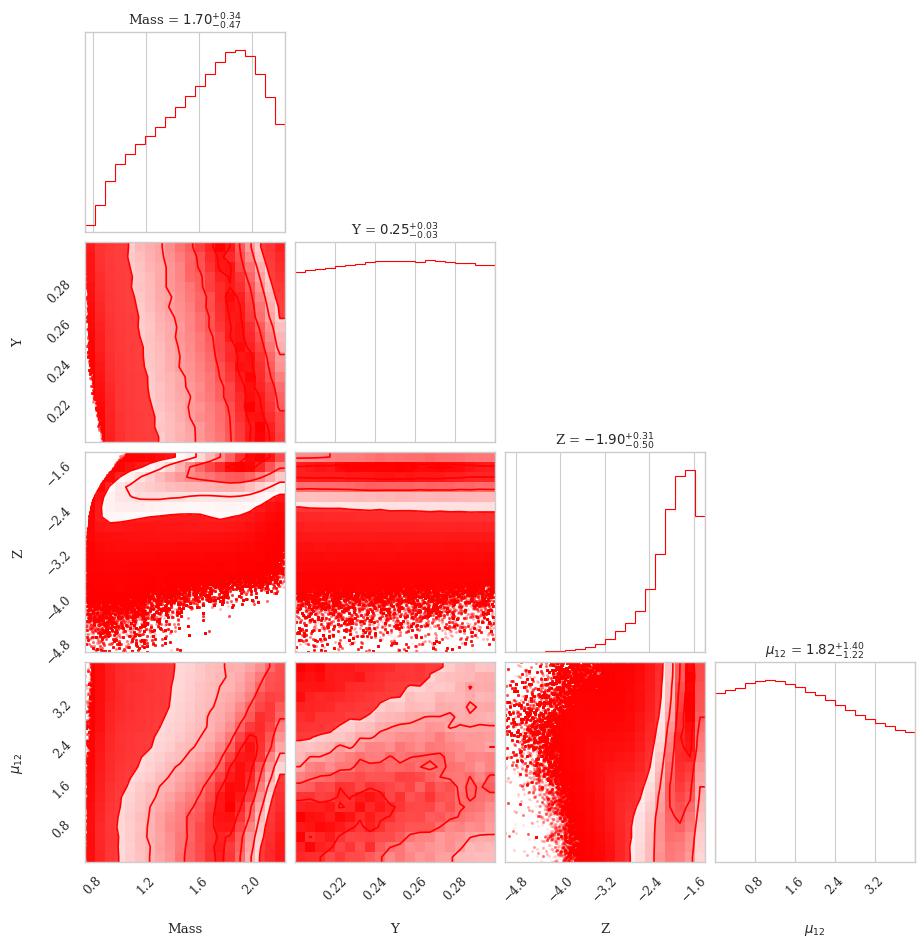 Mass = 1.70+0.34−0.47
Y = 0.25+0.03−0.03
0.28
0.26
0.24
0.22
Y
Z = −1.90+0.31−0.50
−1.6
−2.4
−3.2
−4.0
−4.8
Z
μ12 = 1.82+1.40−1.22
3.2
2.4
1.6
0.8
μ12
0.8 1.2 1.6 2.0 0.22 0.24 0.26 0.28 −4.8 −4.0 −3.2 −2.4 −1.6 0.8 1.6 2.4 3.2
Mass Y Z μ12